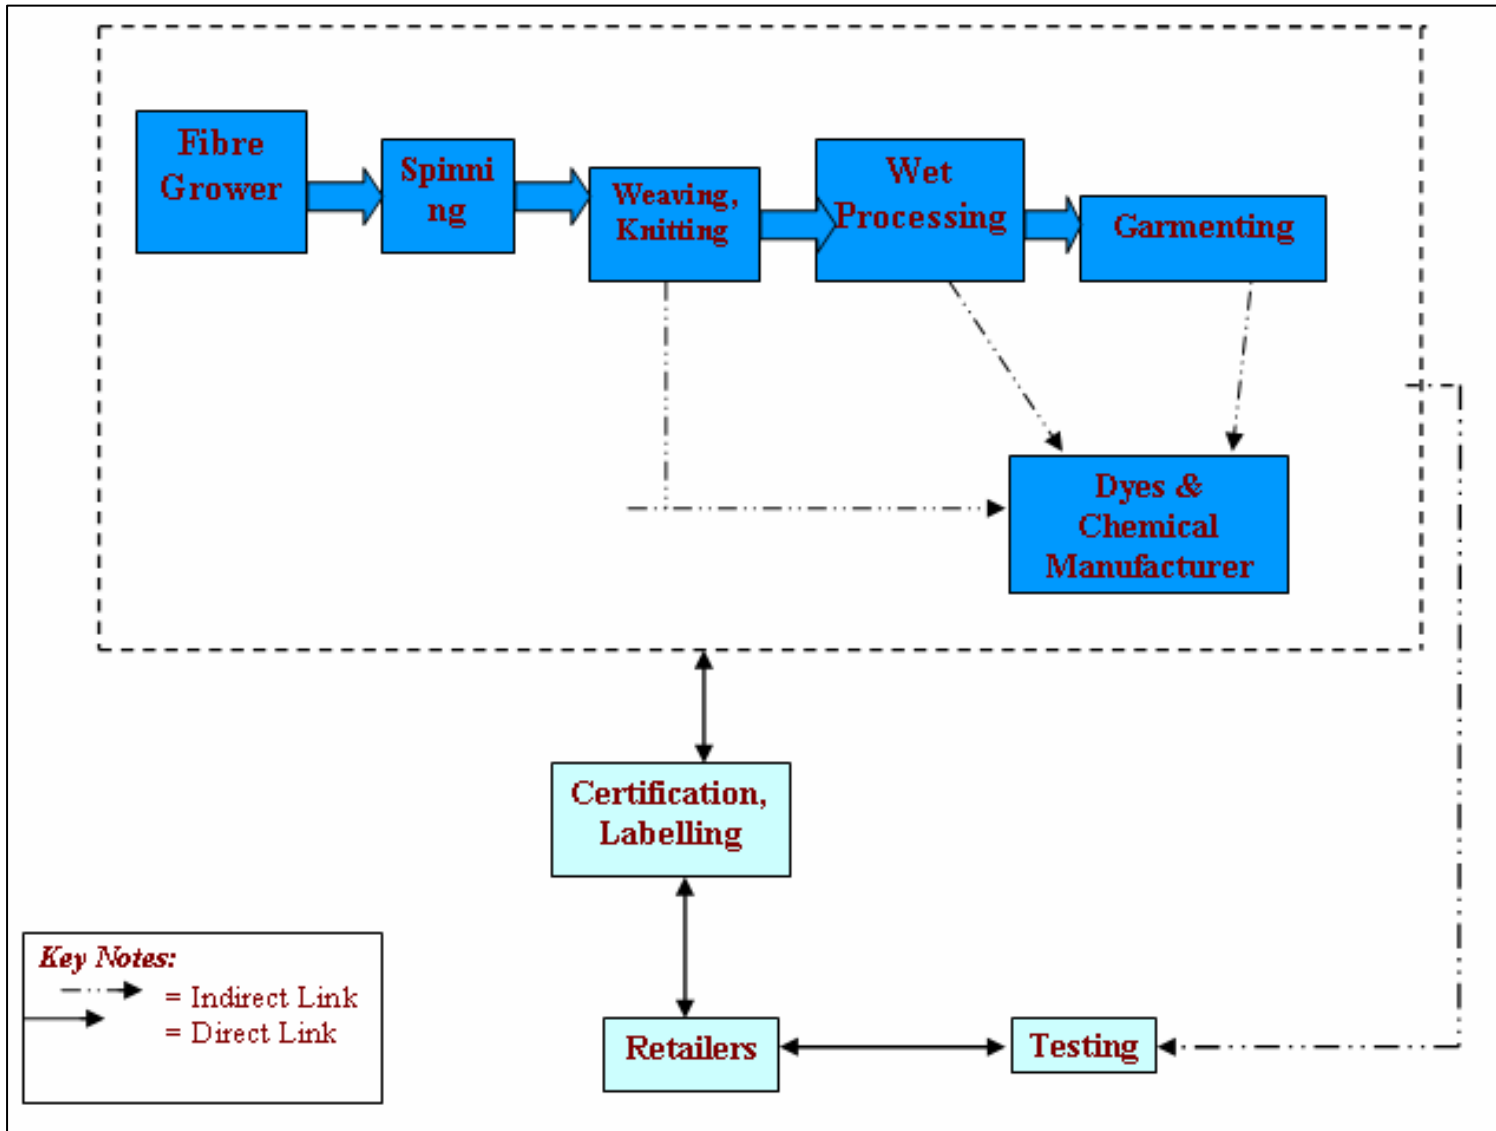 Fibre
Grower
Spinni
ng
Weaving,
Knitting
Wet
Processing
Garmenting
Dyes &
Chemical
Manufacturer
Certification,
Labelling
Key Notes:
= Indirect Link
= Direct Link
Retailers
Testing